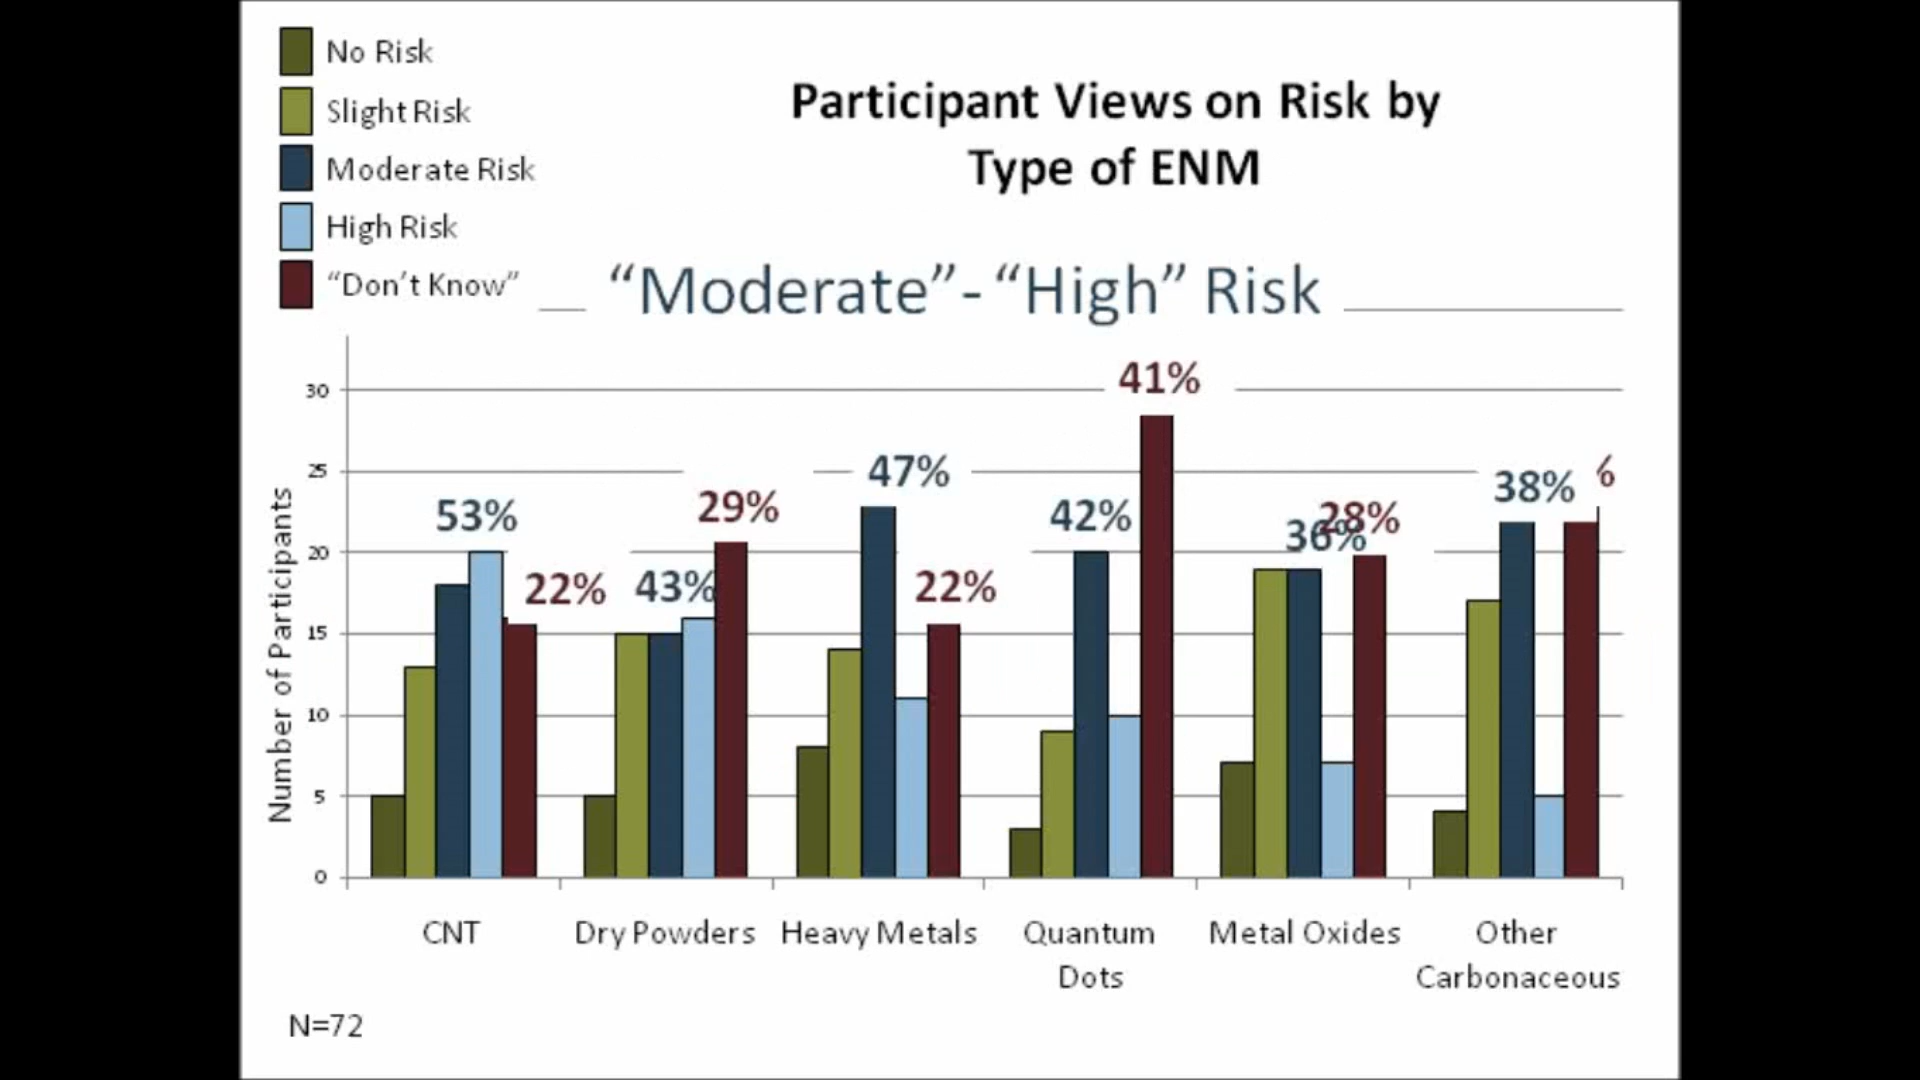 No Risk
Slight Risk
Moderate Risk
High Risk
“Don’t Know”
Participant Views on Risk by
Type of ENM
“Moderate”- “High” Risk
Number of Participants
30
25
20
15
10
5
0
53%
22%
43%
29%
47%
22%
42%
41%
36%
28%
38%
%
CNT
Dry Powders
Heavy Metals
Quantum
Dots
Metal Oxides
Other
Carbonaceous
N=72